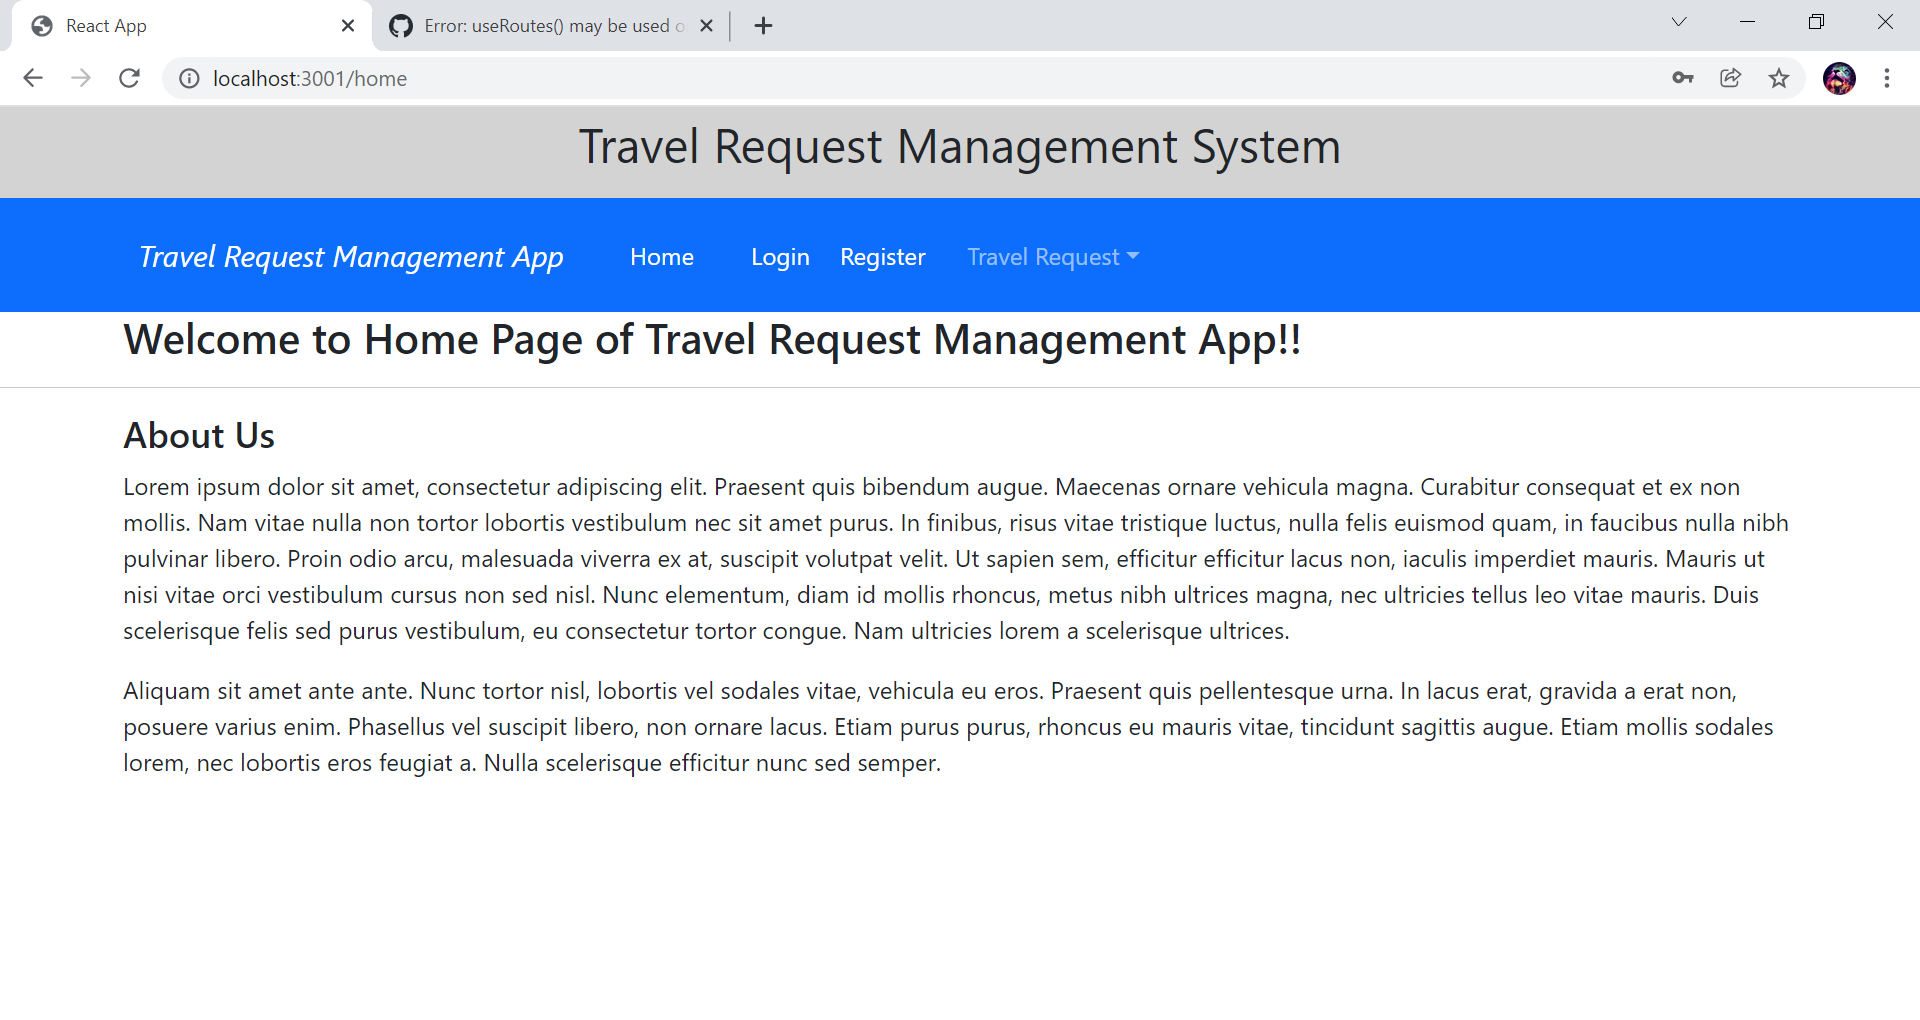 React App
Error: useRoutes() may be used o
localhost:3001/home
Travel Request Management System
Travel Request Management App Home Login Register Travel Request
Welcome to Home Page of Travel Request Management App!!
About Us
Lorem ipsum dolor sit amet, consectetur adipiscing elit. Praesent quis bibendum augue. Maecenas ornare vehicula magna. Curabitur consequat et ex non
mollis. Nam vitae nulla non tortor lobortis vestibulum nec sit amet purus. In finibus, risus vitae tristique luctus, nulla felis euismod quam, in faucibus nulla nibh
pulvinar libero. Proin odio arcu, malesuada viverra ex at, suscipit volutpat velit. Ut sapien sem, efficitur efficitur lacus non, iaculis imperdiet mauris. Mauris ut
nisi vitae orci vestibulum cursus non sed nisl. Nunc elementum, diam id mollis rhoncus, metus nibh ultrices magna, nec ultricies tellus leo vitae mauris. Duis
scelerisque felis sed purus vestibulum, eu consectetur tortor congue. Nam ultricies lorem a scelerisque ultrices.
Aliquam sit amet ante ante. Nunc tortor nisl, lobortis vel sodales vitae, vehicula eu eros. Praesent quis pellentesque urna. In lacus erat, gravida a erat non,
posuere varius enim. Phasellus vel suscipit libero, non ornare lacus. Etiam purus purus, rhoncus eu mauris vitae, tincidunt sagittis augue. Etiam mollis sodales
lorem, nec lobortis eros feugiat a. Nulla scelerisque efficitur nunc sed semper.